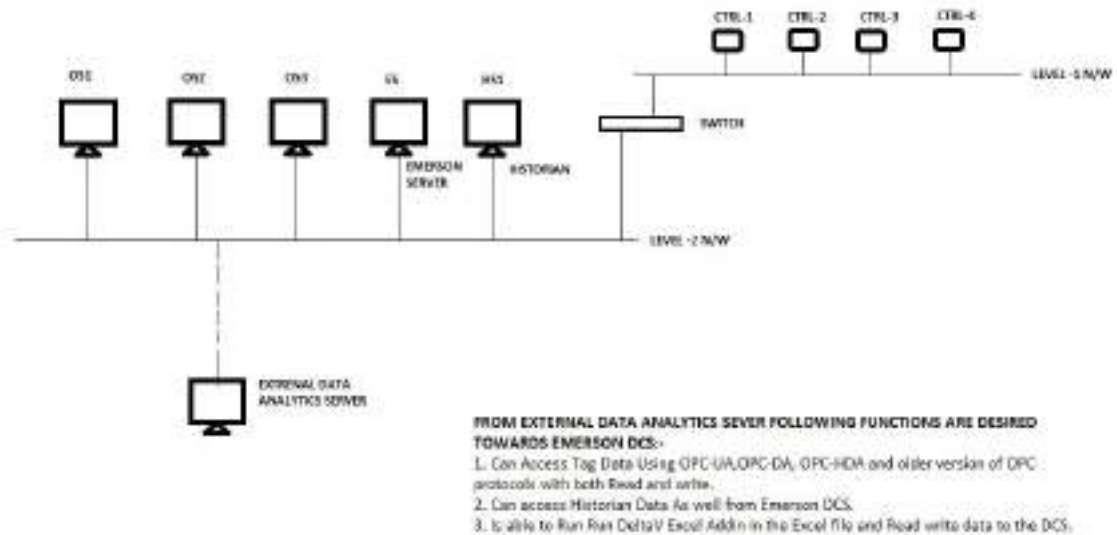 CTRL-1 CTRL-2 CTRL-3 CTRL-4
LEVEL -1 N/W
OS1 OS2 OS3 ES HS1
SWITCH
EMERSON
SERVER
HISTORIAN
LEVEL -2 N/W
EXTRENAL DATA
ANALYTICS SERVER
FROM EXTERNAL DATA ANALYTICS SEVER FOLLOWING FUNCTIONS ARE DESIRED
TOWARDS EMERSON DCS:-
1. Can Access Tag Data Using OPC-UA,OPC-DA, OPC-HDA and older version of OPC
protocols with both Read and write.
2. Can access Historian Data As well from Emerson DCS.
3. Is able to Run Run DeltaV Excel Addin in the Excel file and Read write data to the DCS.